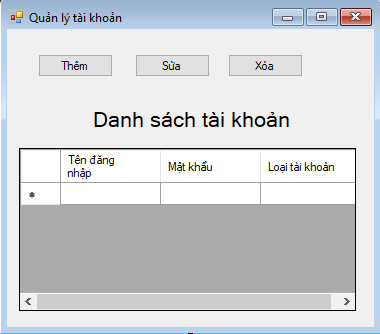 Quản lý tài khoản
Thêm Sửa Xóa
Danh sách tài khoản
Tên đăng
nhập Mật khẩu Loại tài khoản